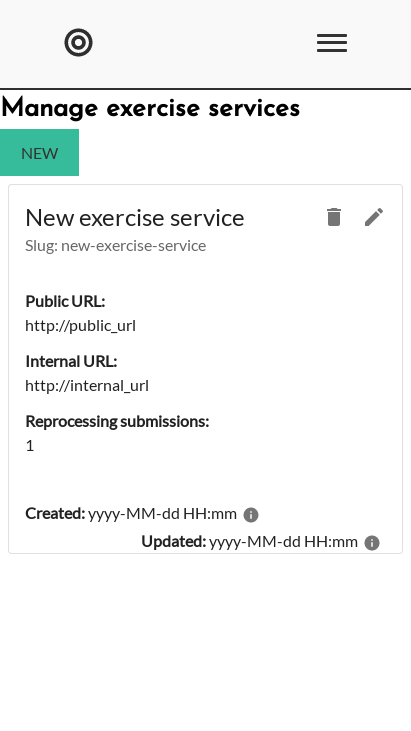 Manage exercise services
NEW
New exercise service
Slug: new-exercise-service
Public URL:
http://public_url
Internal URL:
http://internal_url
Reprocessing submissions:
1
Created: yyyy-MM-dd HH:mm
Updated: yyyy-MM-dd HH:mm